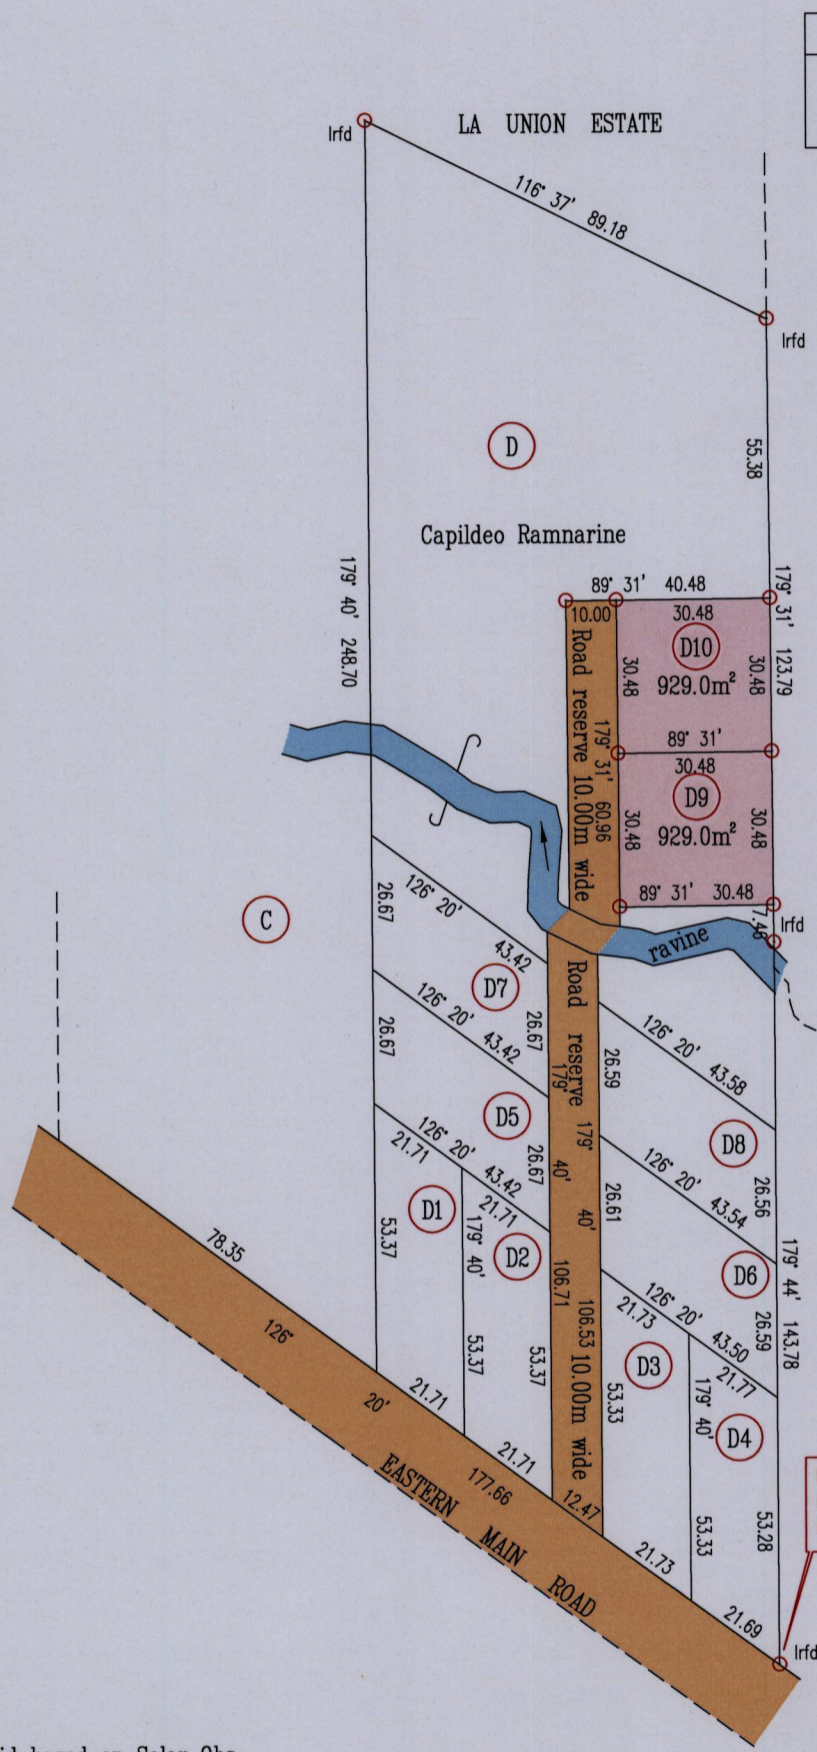 LA UNION ESTATE
Irfd
116° 37' 89.18
Irfd
D
55.38
Capildeo Ramnarine
179° 40' 248.70
89° 31' 40.48
179° 31' 123.79
10.00
30.48
D10
929.0m²
30.48
30.48
Road reserve 10.00m wide
179° 31' 60.96
89° 31'
30.48
D9
929.0m²
30.48
30.48
89° 31' 30.48
7.46
Irfd
ravine
C
26.67
126° 20' 43.42
D7
26.67
Road reserve 10.00m wide
126° 20' 43.58
26.67
126° 20' 43.42
26.59
D5
26.67
179° 40' 106.71
179° 40' 106.53
D8
26.56
126° 20' 43.42
21.71
21.71
26.61
126° 20' 43.54
D1
D2
D6
26.59
179° 44' 143.78
53.37
179° 40' 53.37
53.37
126° 20' 43.50
21.73
21.77
D3
D4
53.33
179° 40' 53.33
53.28
78.35
126° 20'
21.71
21.71
177.66
12.47
21.73
21.69
EASTERN MAIN ROAD
Irfd